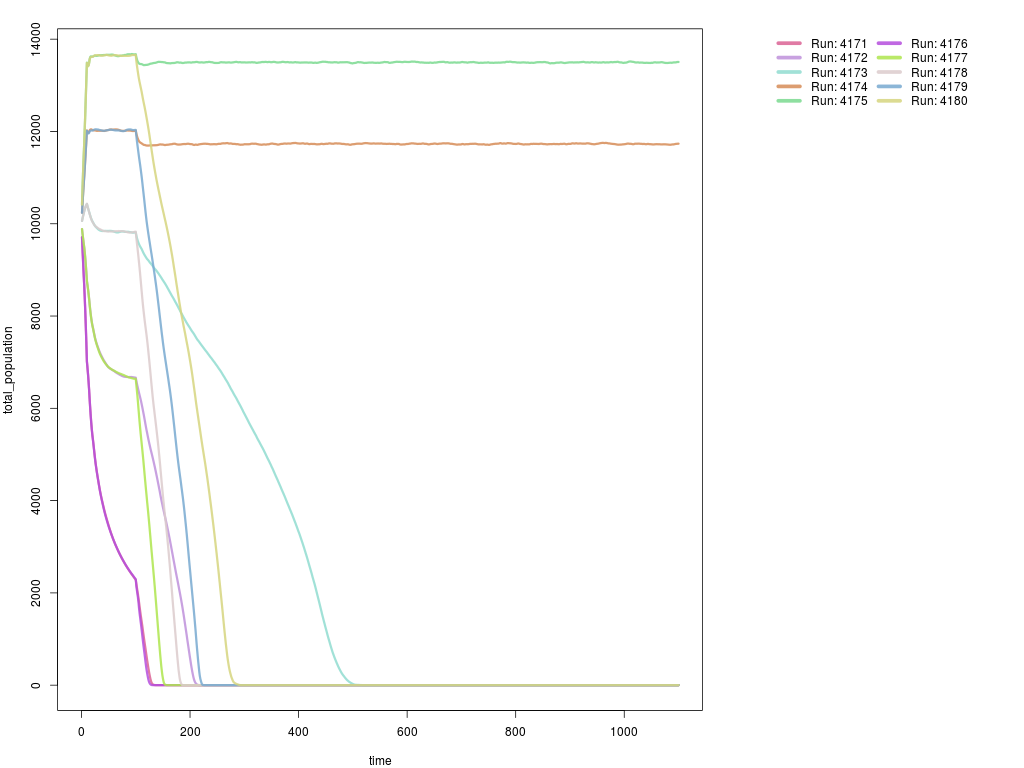 total_population
14000
12000
10000
8000
6000
4000
2000
0
0 200 400 600 800 1000
time
Run: 4171 Run: 4176
Run: 4172 Run: 4177
Run: 4173 Run: 4178
Run: 4174 Run: 4179
Run: 4175 Run: 4180